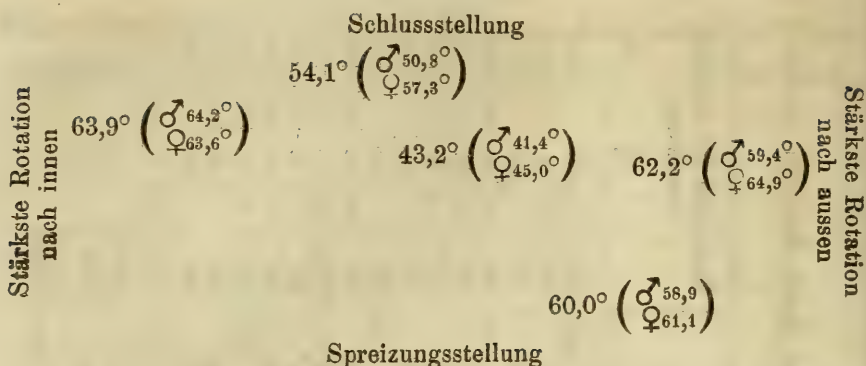 Schlussstellung
54,1° (♂ 50,8° ♀ 57,3°)
Stärkste Rotation
nach innen
63,9° (♂ 64,2° ♀ 63,6°)
43,2° (♂ 41,4° ♀ 45,0°)
62,2° (♂ 59,4° ♀ 64,9°)
Stärkste Rotation
nach aussen
60,0° (♂ 58,9 ♀ 61,1)
Spreizungsstellung